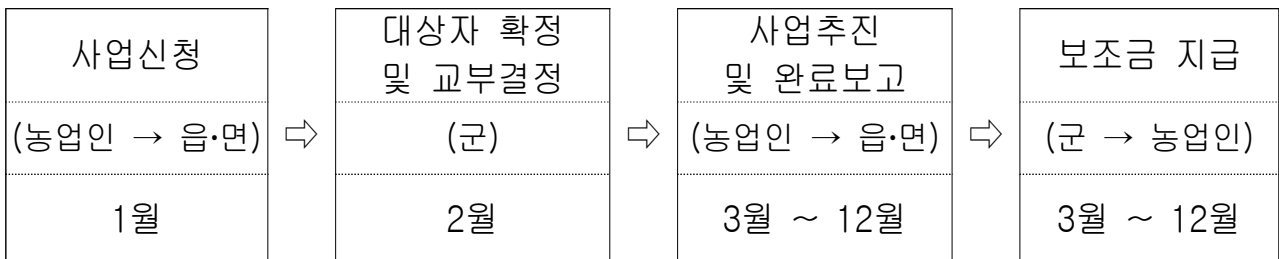 사업신청
(농업인 → 읍·면)
1월
⇨
대상자 확정
및 교부결정
(군)
2월
⇨
사업추진
및 완료보고
(농업인 → 읍·면)
3월 ~ 12월
⇨
보조금 지급
(군 → 농업인)
3월 ~ 12월